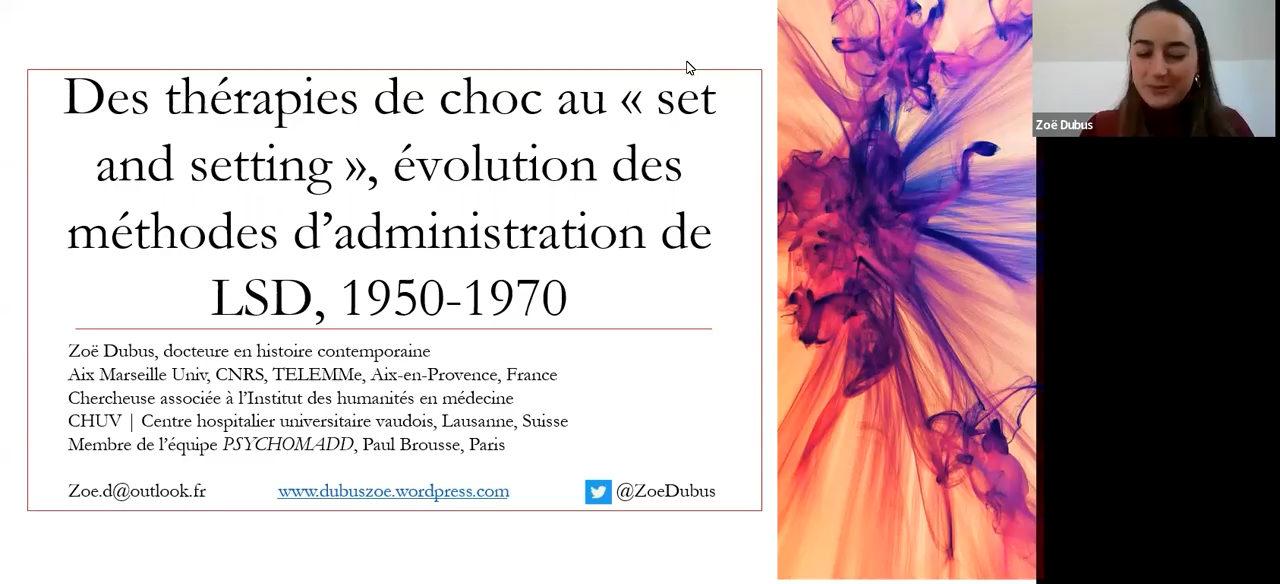 Des thérapies de choc au « set
and setting », évolution des
méthodes d’administration de
LSD, 1950-1970
Zoë Dubus, docteure en histoire contemporaine
Aix Marseille Univ, CNRS, TELEMMe, Aix-en-Provence, France
Chercheuse associée à l’Institut des humanités en médecine
CHUV | Centre hospitalier universitaire vaudois, Lausanne, Suisse
Membre de l’équipe PSYCHOMADD, Paul Brousse, Paris
Zoe.d@outlook.fr www.dubuszoe.wordpress.com @ZoeDubus
Zoë Dubus